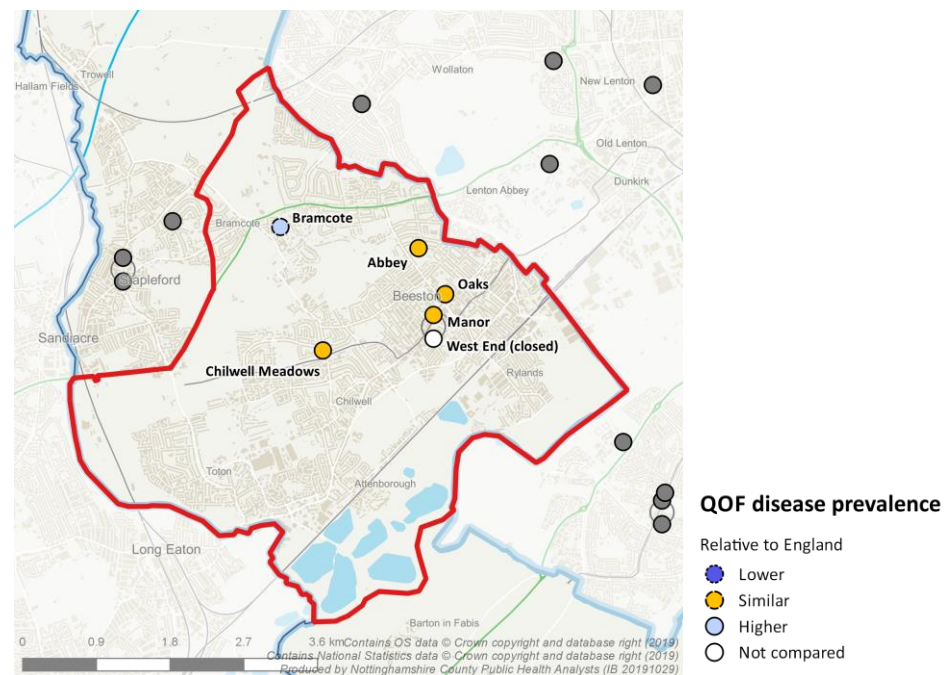 Trowell
Hallam Fields
Wollaton
New Lenton
Old Lenton
Dunkirk
Lenton Abbey
Bramcote
Bramcote
Abbey
Stapleford
Oaks
Beeston
Manor
Sandiacre
West End (closed)
Chilwell Meadows
Rylands
Chilwell
Toton
Attenborough
Long Eaton
Barton in Fabis
0 0.9 1.8 2.7 3.6 km
Contains OS data © Crown copyright and database right (2019)
Contains National Statistics data © Crown copyright and database right (2019)
Produced by Nottinghamshire County Public Health Analysts (IB 20191029)
QOF disease prevalence
Relative to England
Lower
Similar
Higher
Not compared